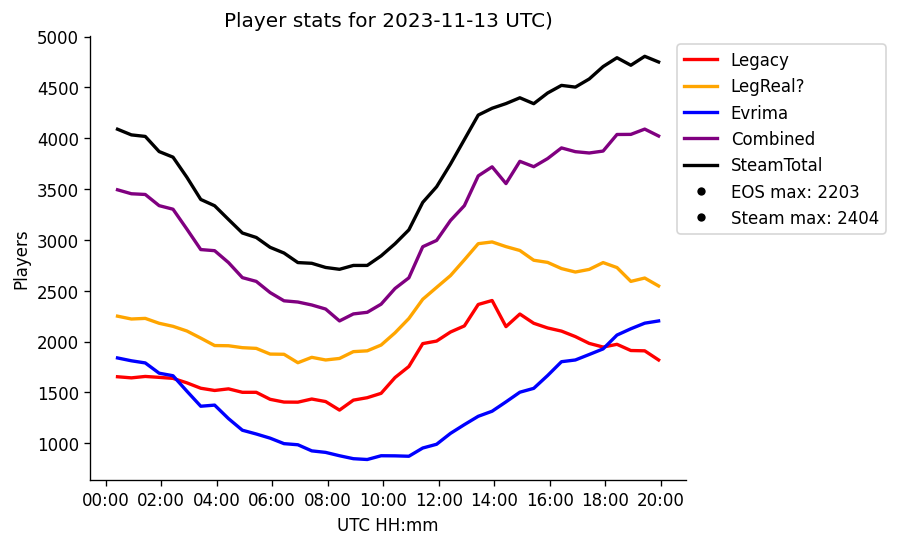 Player stats for 2023-11-13 UTC)
5000
4500
4000
3500
3000
2500
2000
1500
1000
Players
00:00 02:00 04:00 06:00 08:00 10:00 12:00 14:00 16:00 18:00 20:00
UTC HH:mm
Legacy
LegReal?
Evrima
Combined
SteamTotal
EOS max: 2203
Steam max: 2404